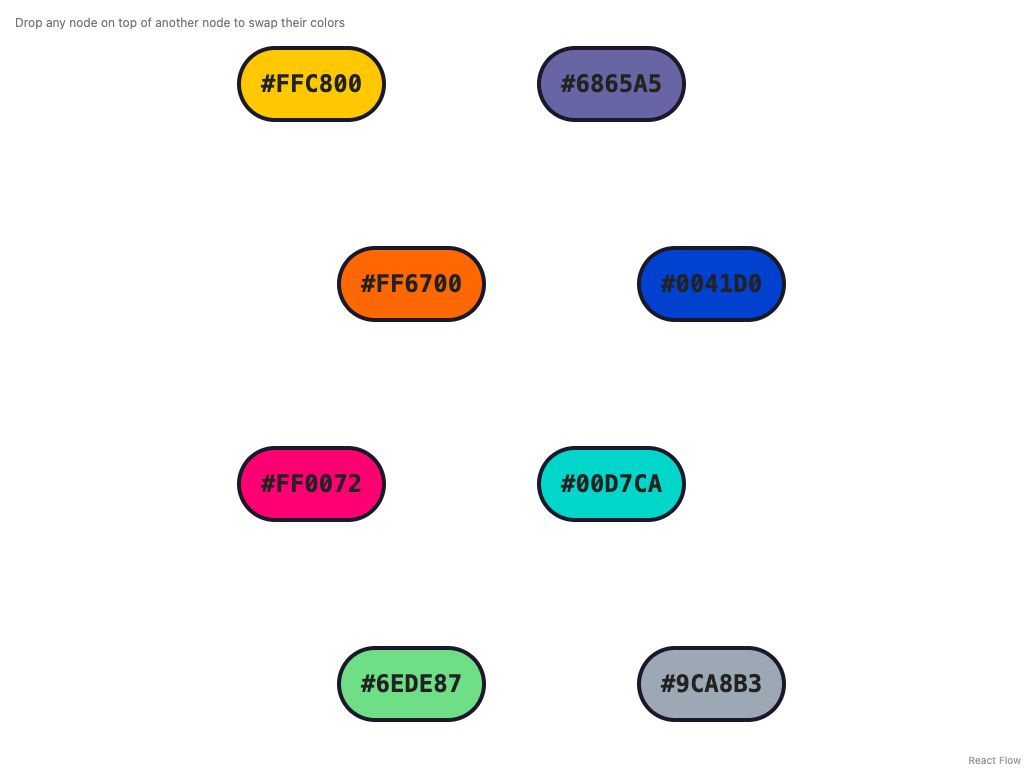 Drop any node on top of another node to swap their colors
#FFC800
#6865A5
#FF6700
#0041D0
#FF0072
#00D7CA
#6EDE87
#9CA8B3
React Flow